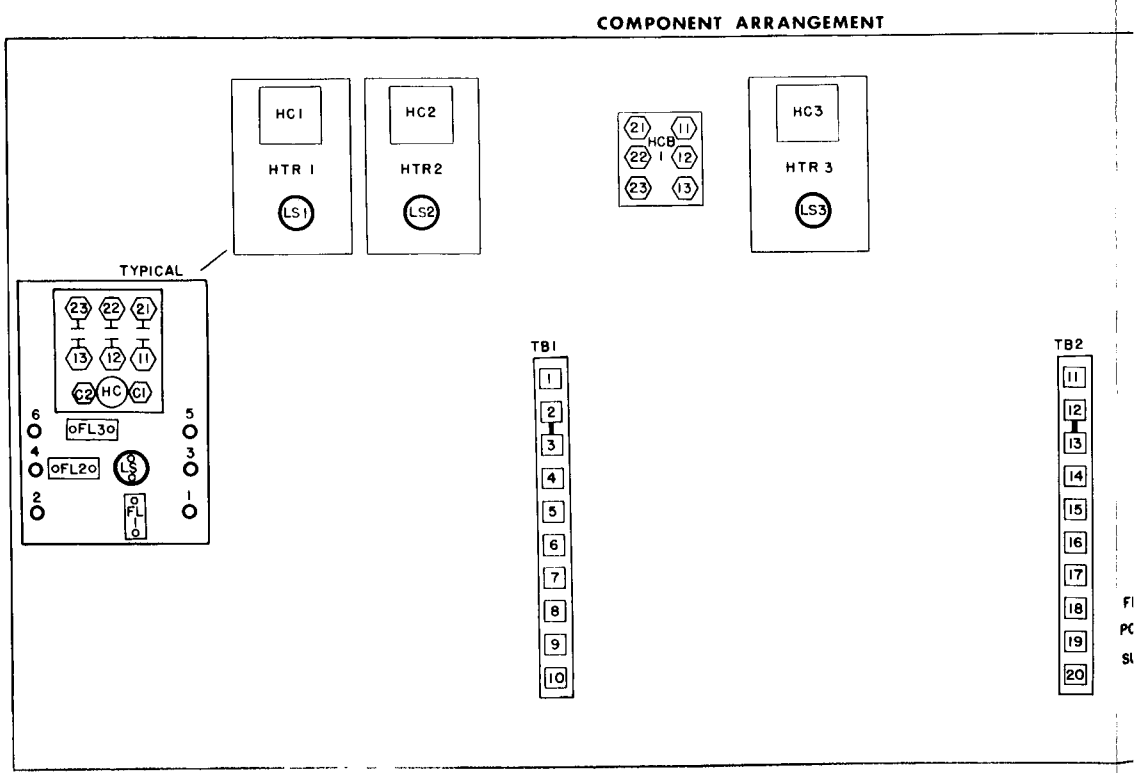 COMPONENT ARRANGEMENT
HC1
HTR 1
LS1
HC2
HTR2
LS2
21 11
HCB
22 1 12
23 13
HC3
HTR 3
LS3
TYPICAL
23 22 21
13 12 11
C2 HC C1
6 FL3 5
4 FL2 LS 3
2 FL 1
1
TB1
1
2
3
4
5
6
7
8
9
10
TB2
11
12
13
14
15
16
17
18
19
20